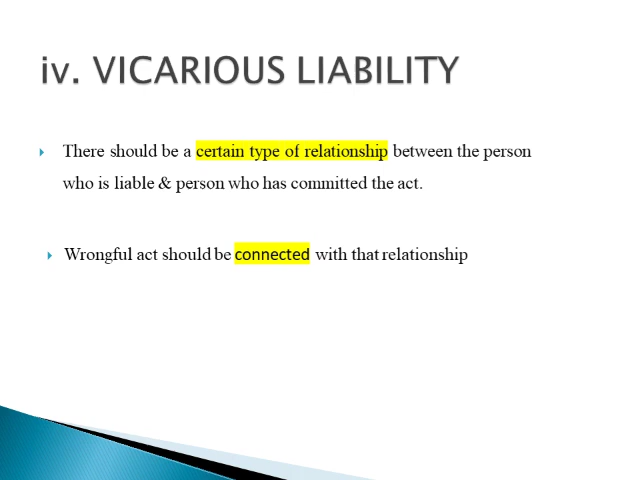 iv. VICARIOUS LIABILITY
There should be a certain type of relationship between the person
who is liable & person who has committed the act.
Wrongful act should be connected with that relationship